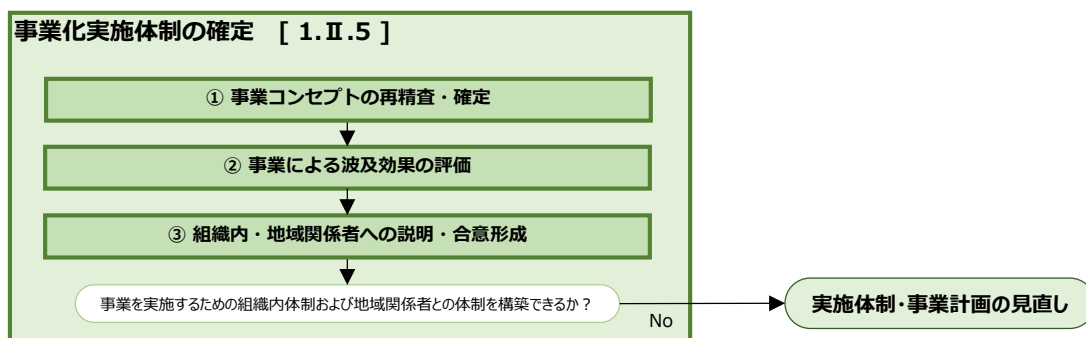 事業化実施体制の確定 [ 1.Ⅱ.5 ]
① 事業コンセプトの再精査・確定
② 事業による波及効果の評価
③ 組織内・地域関係者への説明・合意形成
事業を実施するための組織内体制および地域関係者との体制を構築できるか？
No
実施体制・事業計画の見直し